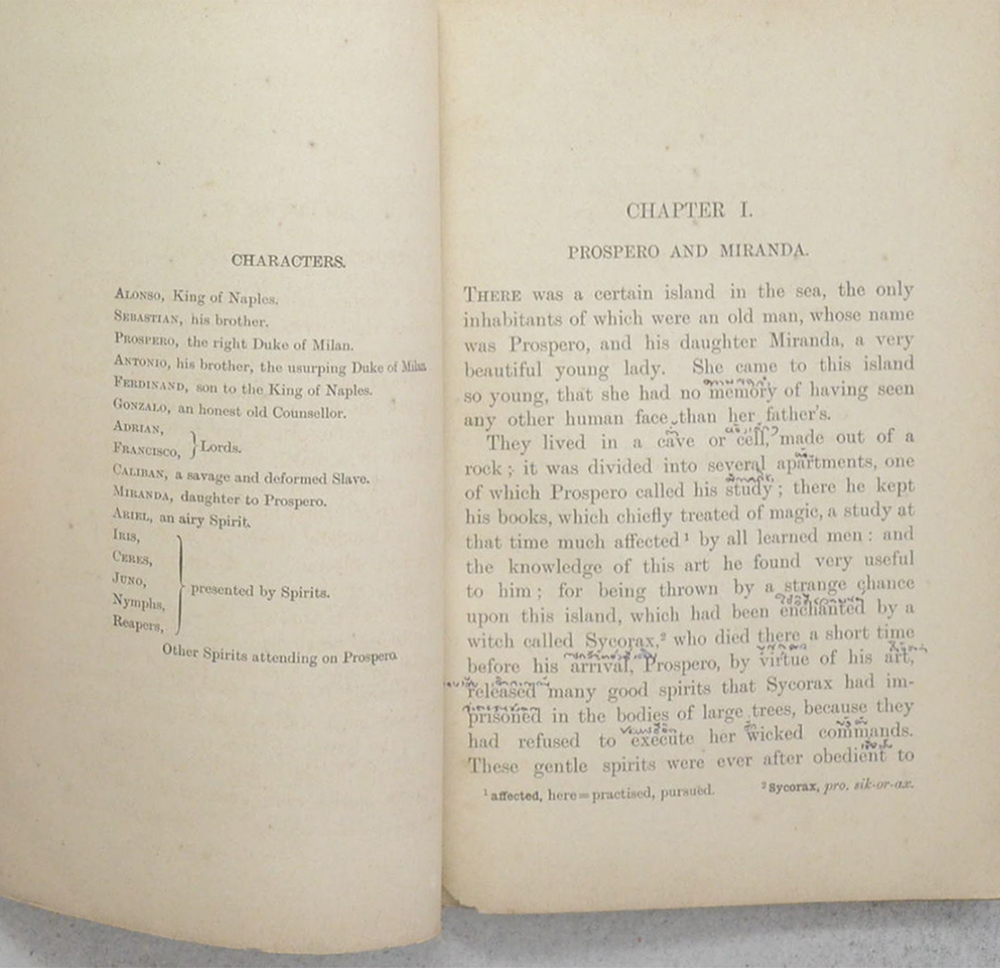 CHARACTERS.
ALONSO, King of Naples.
SEBASTIAN, his brother.
PROSPERO, the right Duke of Milan.
ANTONIO, his brother, the usurping Duke of Milan
FERDINAND, son to the King of Naples.
GONZALO, an honest old Counsellor.
ADRIAN,
FRANCISCO, } Lords.
CALIBAN, a savage and deformed Slave.
MIRANDA, daughter to Prospero.
ARIEL, an airy Spirit.
IRIS,
CERES,
JUNO,
Nymphs,
Reapers,
presented by Spirits.
Other Spirits attending on Prospero
CHAPTER I.
PROSPERO AND MIRANDA.
THERE was a certain island in the sea, the only
inhabitants of which were an old man, whose name
was Prospero, and his daughter Miranda, a very
beautiful young lady. She came to this island
so young, that she had no memory of having seen
any other human face than her father's.
They lived in a cave or cell, made out of a
rock; it was divided into several apartments, one
of which Prospero called his study; there he kept
his books, which chiefly treated of magic, a study at
that time much affected¹ by all learned men: and
the knowledge of this art he found very useful
to him; for being thrown by a strange chance
upon this island, which had been enchanted by a
witch called Sycorax,² who died there a short time
before his arrival, Prospero, by virtue of his art,
released many good spirits that Sycorax had im-
prisoned in the bodies of large trees, because they
had refused to execute her wicked commands.
These gentle spirits were ever after obedient to
¹ affected, here=practised, pursued. ² Sycorax, pro. sik-or-ax.